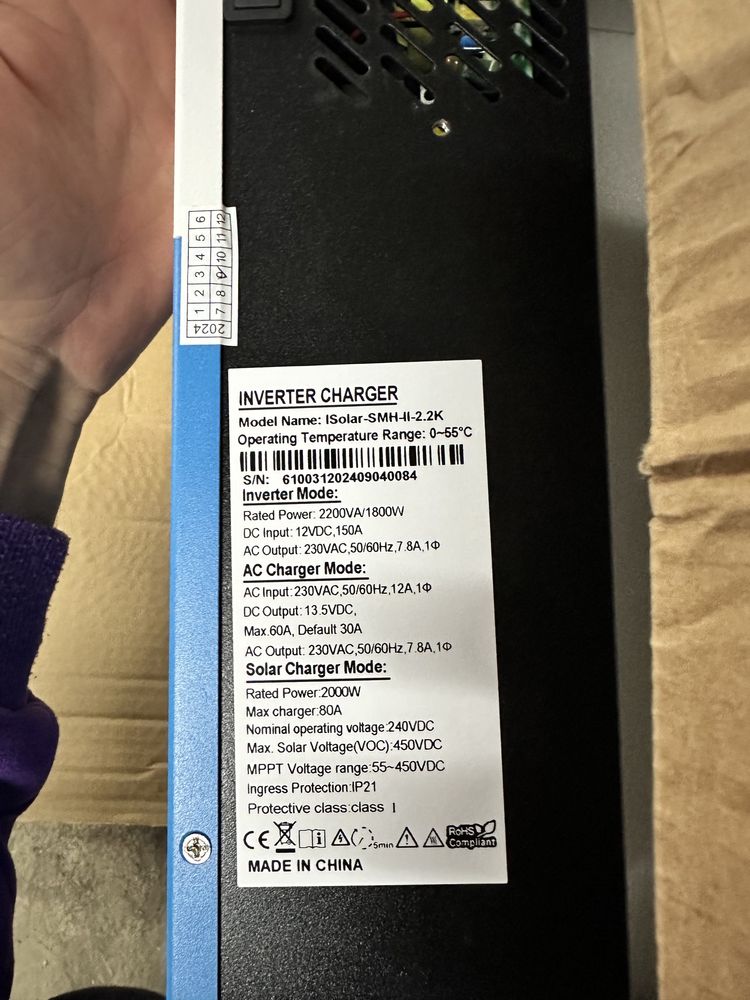 2024 1 2 3 4 5 6
7 8 9 10 11 12
INVERTER CHARGER
Model Name: ISolar-SMH-II-2.2K
Operating Temperature Range: 0~55°C
S/N: 610031202409040084
Inverter Mode:
Rated Power: 2200VA/1800W
DC Input: 12VDC,150A
AC Output: 230VAC,50/60Hz,7.8A,1Φ
AC Charger Mode:
AC Input:230VAC,50/60Hz,12A,1Φ
DC Output: 13.5VDC,
Max.60A, Default 30A
AC Output: 230VAC,50/60Hz,7.8A,1Φ
Solar Charger Mode:
Rated Power:2000W
Max charger:80A
Nominal operating voltage:240VDC
Max. Solar Voltage(VOC):450VDC
MPPT Voltage range:55~450VDC
Ingress Protection:IP21
Protective class:class I
CE 5min RoHS
Compliant
MADE IN CHINA